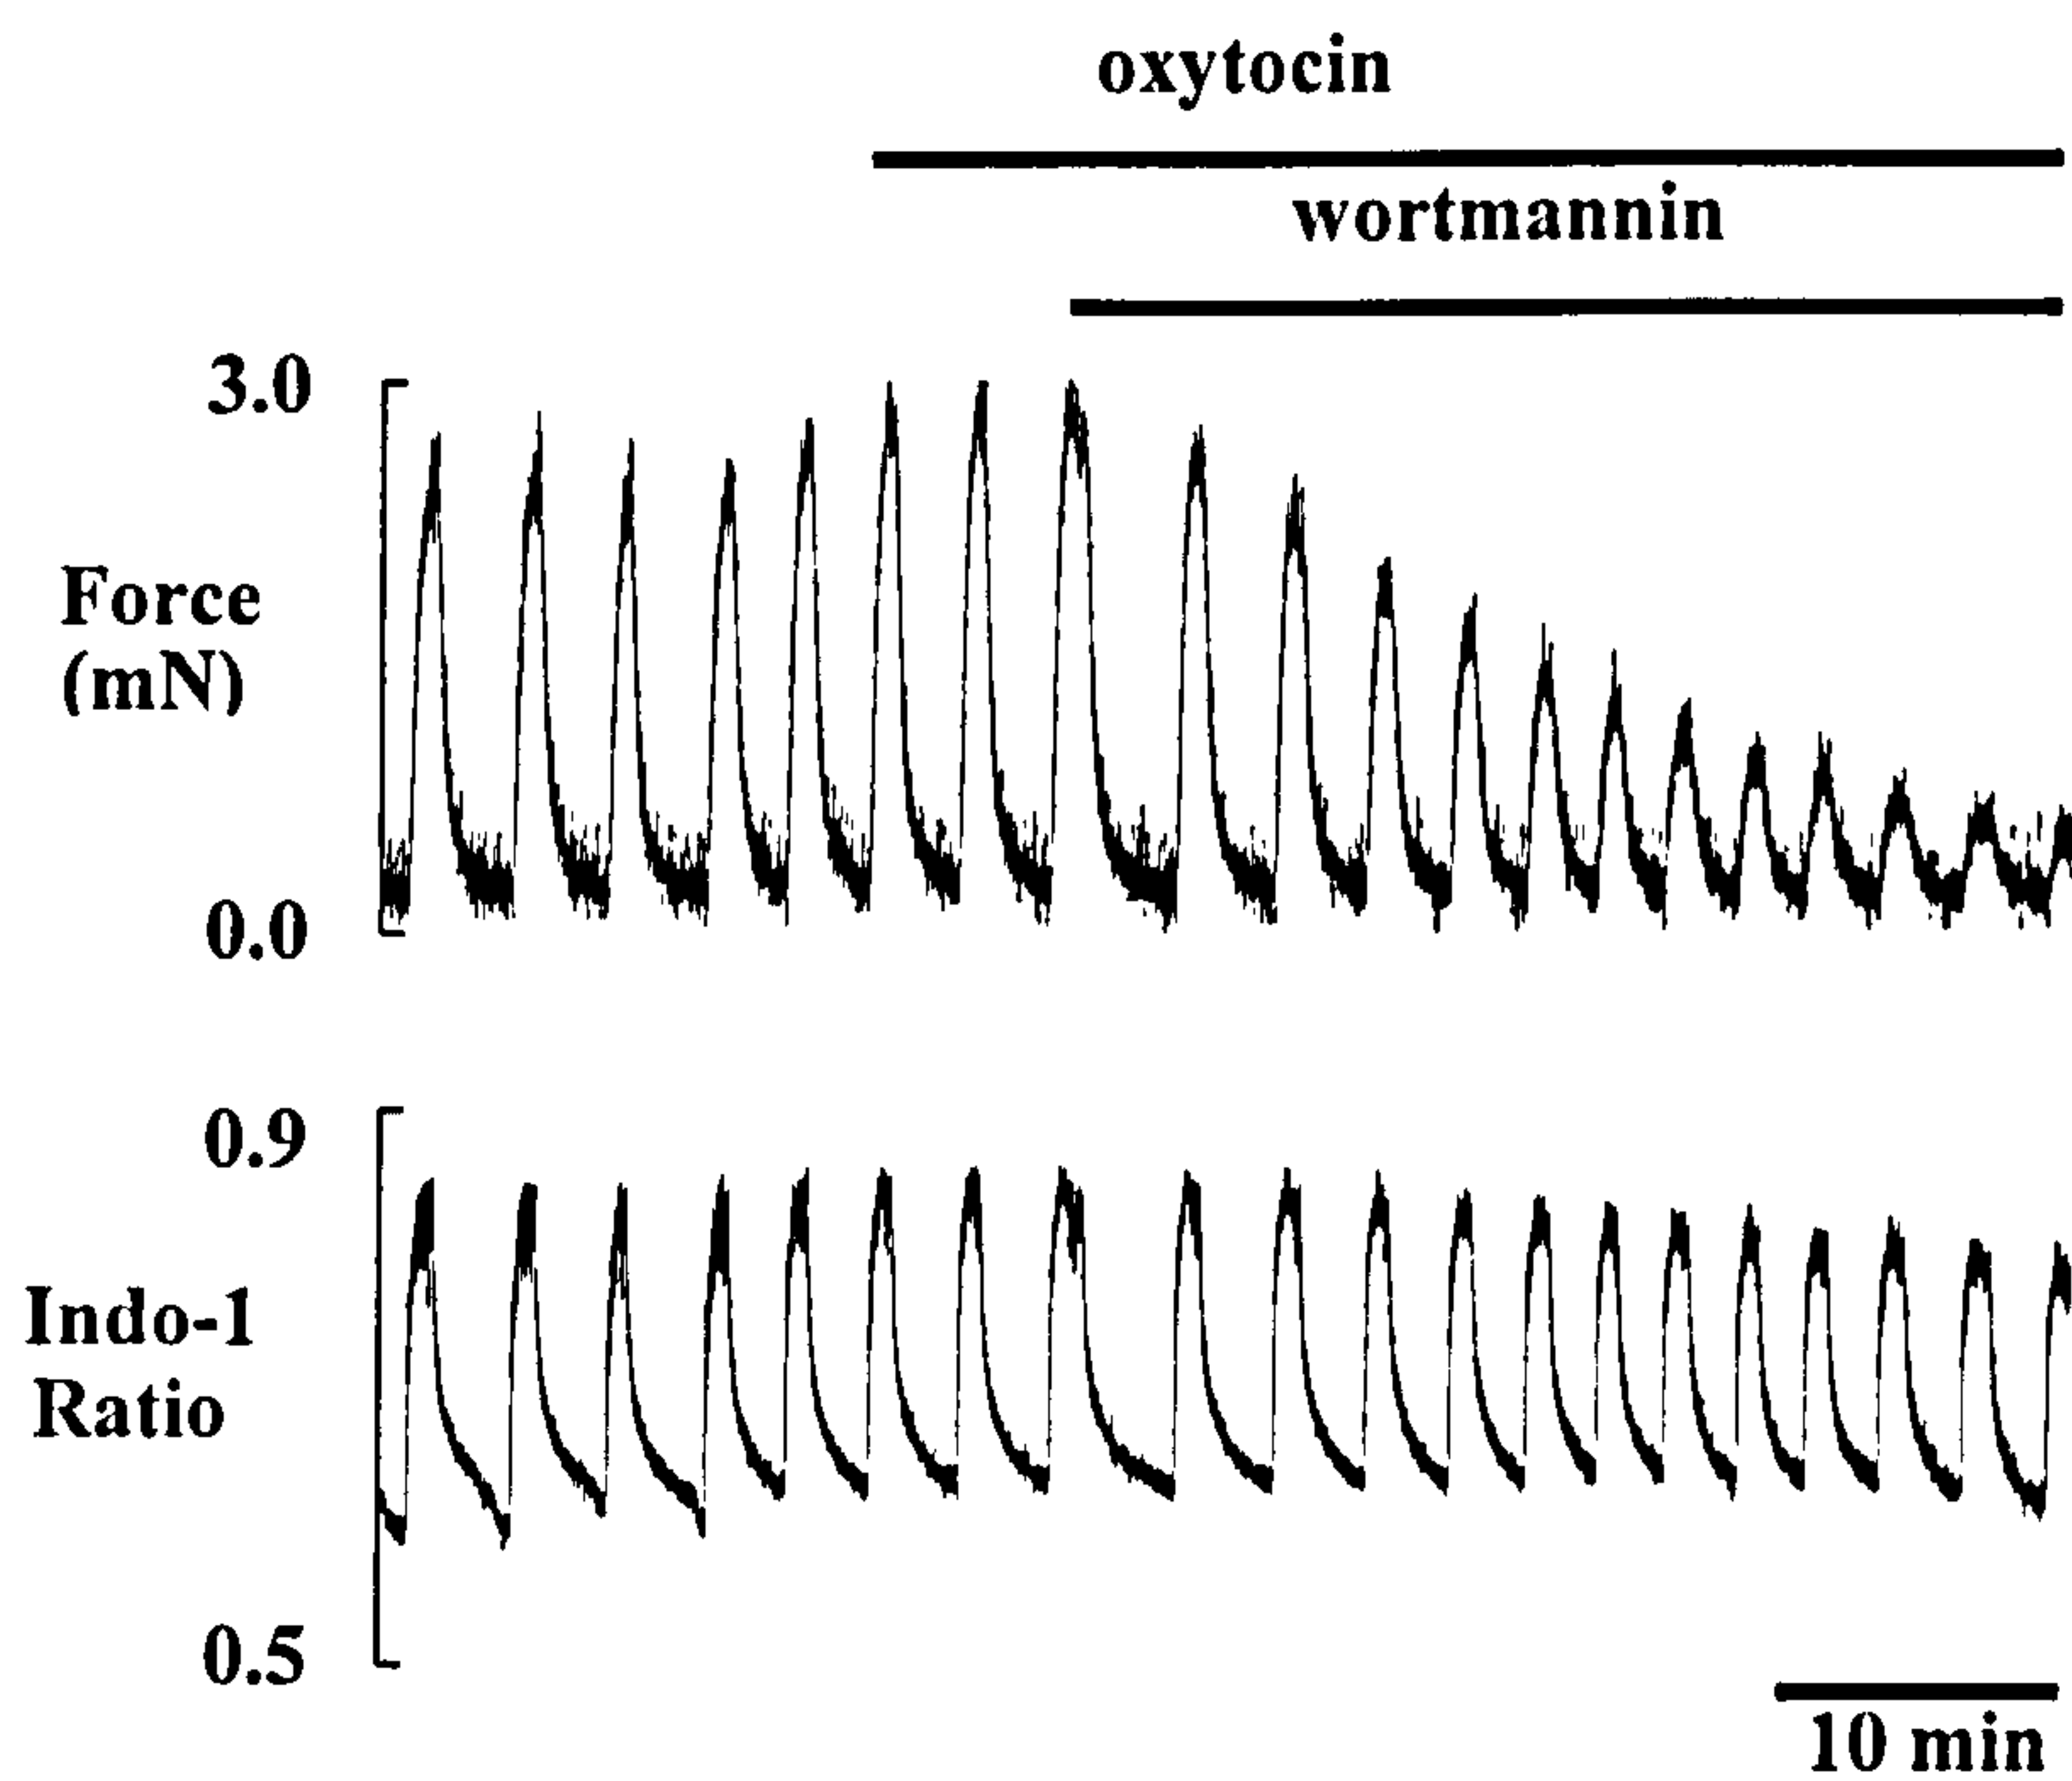 oxytocin
wortmannin
3.0
Force
(mN)
0.0
0.9
Indo-1
Ratio
0.5
10 min